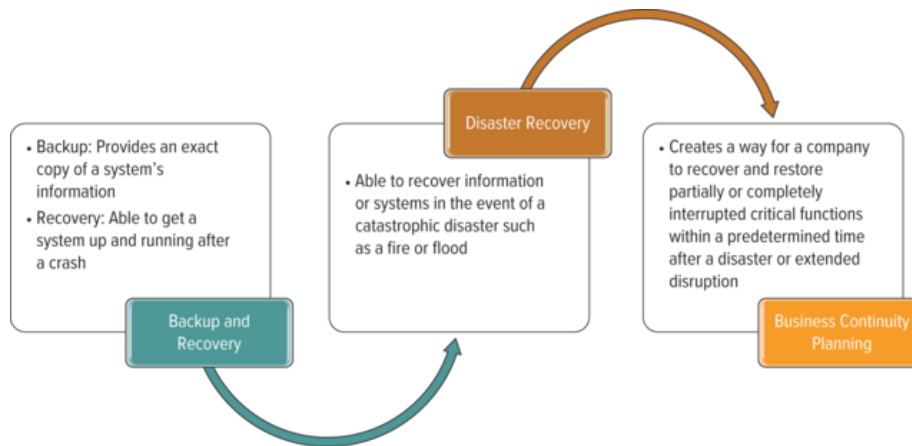 • Backup: Provides an exact
copy of a system’s
information
• Recovery: Able to get a
system up and running after
a crash
Backup and
Recovery
Disaster Recovery
• Able to recover information
or systems in the event of a
catastrophic disaster such
as a fire or flood
• Creates a way for a company
to recover and restore
partially or completely
interrupted critical functions
within a predetermined time
after a disaster or extended
disruption
Business Continuity
Planning